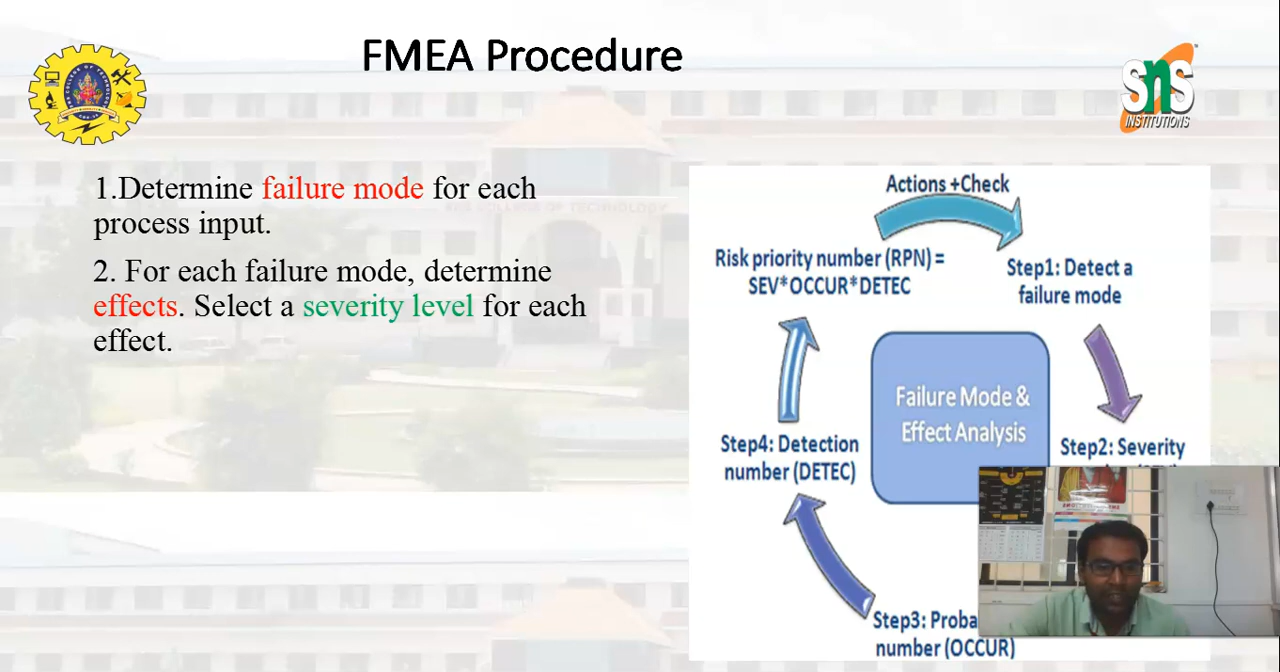 FMEA Procedure
SNS
INSTITUTIONS
1.Determine failure mode for each
process input.
2. For each failure mode, determine
effects. Select a severity level for each
effect.
Actions +Check
Risk priority number (RPN) =
SEV*OCCUR*DETEC
Step1: Detect a
failure mode
Failure Mode &
Effect Analysis
Step4: Detection
number (DETEC)
Step2: Severity
Step3:
number (OCCUR)